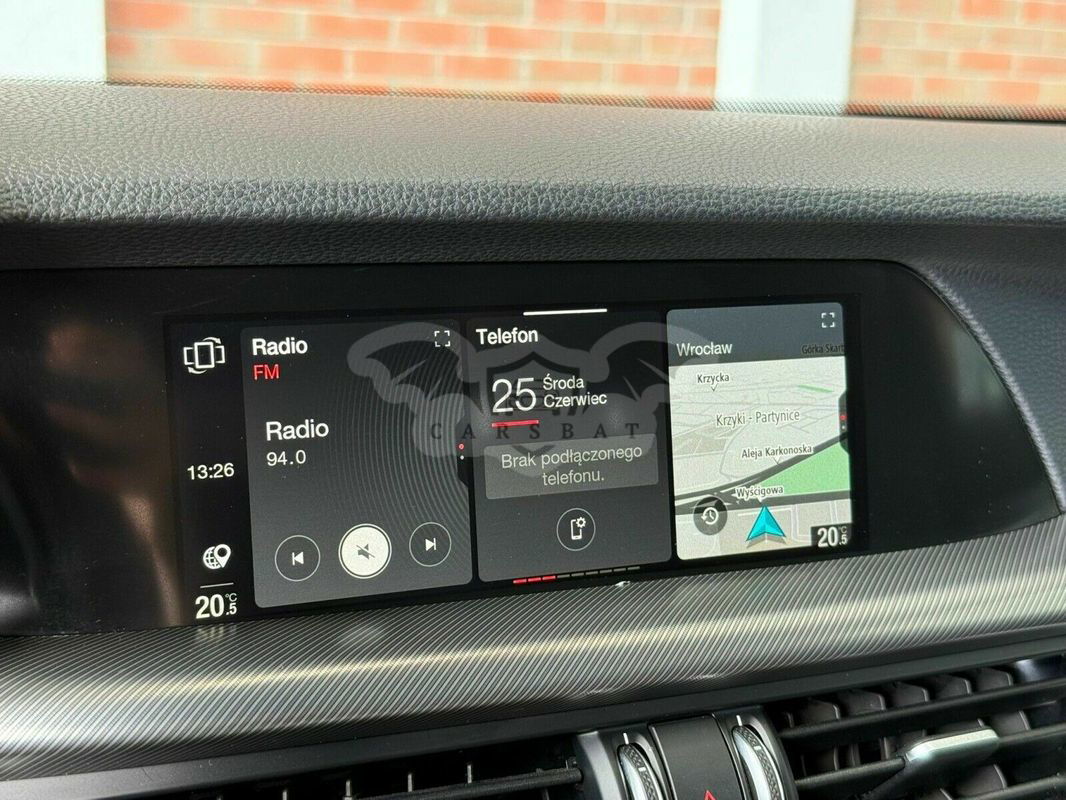 Radio
FM
Radio
94.0
13:26
20.5 °C
Telefon
25 Środa
Czerwiec
CARSBAT
Brak podłączonego
telefonu.
Wrocław
Górka Skart
Krzycka
Krzyki - Partynice
Aleja Karkonoska
Wyścigowa
20.5 °C